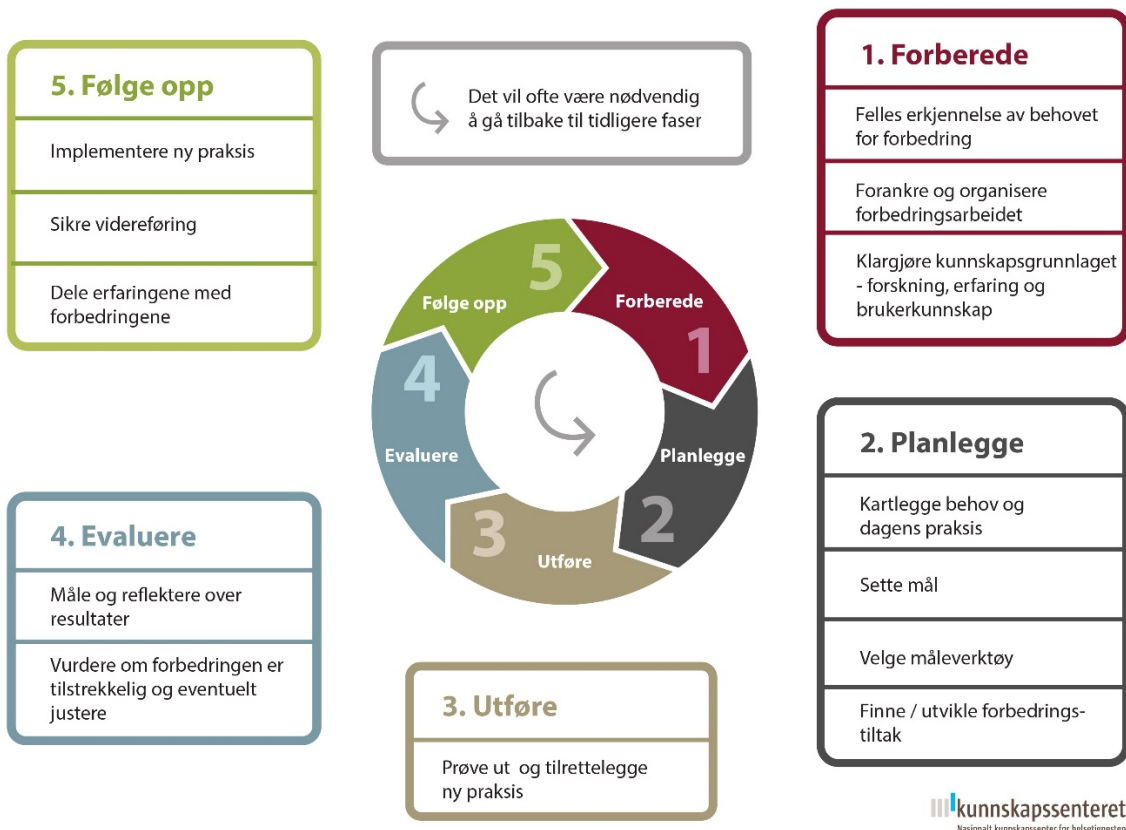 5. Følge opp
Implementere ny praksis
Sikre videreføring
Dele erfaringene med
forbedringene
Det vil ofte være nødvendig
å gå tilbake til tidligere faser
1. Forberede
Felles erkjennelse av behovet
for forbedring
Forankre og organisere
forbedringsarbeidet
Klargjøre kunnskapsgrunnlaget
- forskning, erfaring og
brukerkunnskap
5
Følge opp
Forberede
1
4
Evaluere
Planlegge
2
3
Utføre
2. Planlegge
Kartlegge behov og
dagens praksis
Sette mål
Velge måleverktøy
Finne / utvikle forbedrings-
tiltak
4. Evaluere
Måle og reflektere over
resultater
Vurdere om forbedringen er
tilstrekkelig og eventuelt
justere
3. Utføre
Prøve ut og tilrettelegge
ny praksis
kunnskapssenteret
Nasjonalt kunnskapssenter for helsetjenesten